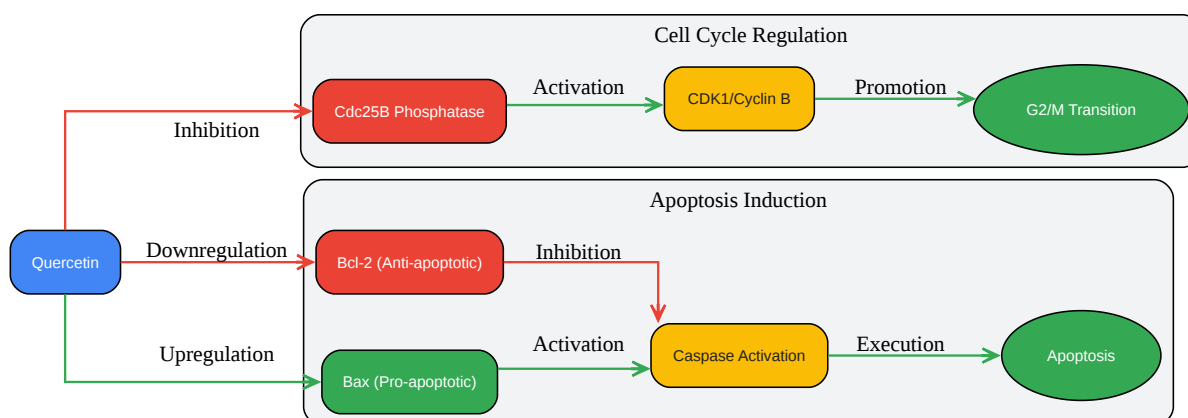 Cell Cycle Regulation
Cdc25B Phosphatase
Activation
CDK1/Cyclin B
Promotion
G2/M Transition
Inhibition
Apoptosis Induction
Quercetin
Downregulation
Bcl-2 (Anti-apoptotic)
Inhibition
Upregulation
Bax (Pro-apoptotic)
Activation
Caspase Activation
Execution
Apoptosis